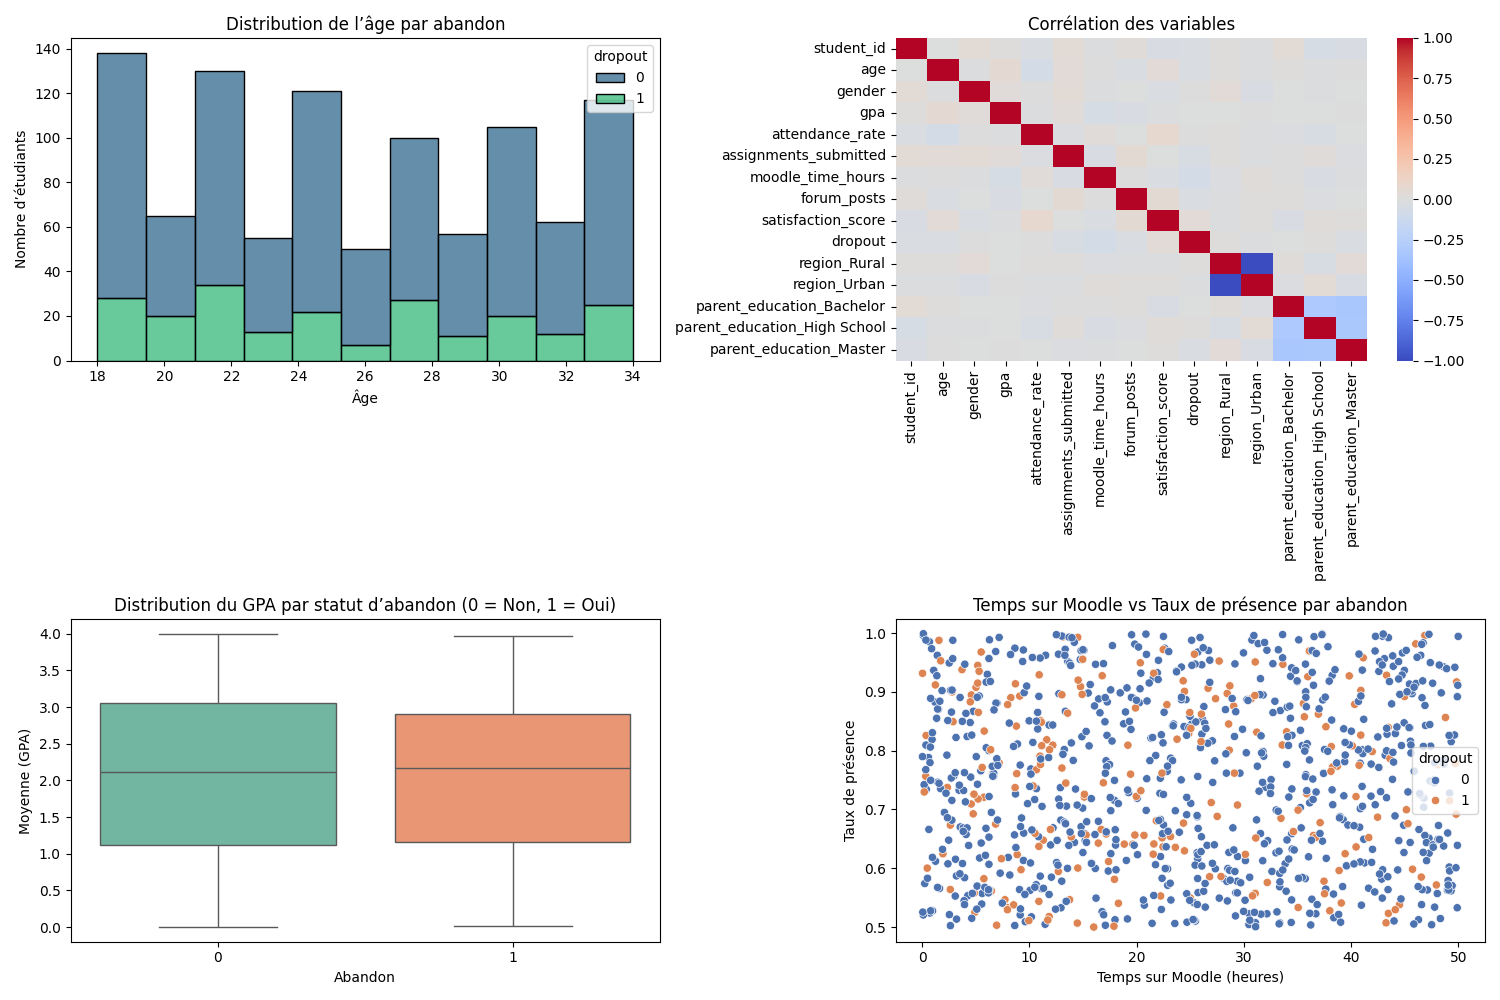 Distribution de l’âge par abandon
Nombre d’étudiants
140
120
100
80
60
40
20
0
dropout
0
1
18 20 22 24 26 28 30 32 34
Âge
Corrélation des variables
student_id
age
gender
gpa
attendance_rate
assignments_submitted
moodle_time_hours
forum_posts
satisfaction_score
dropout
region_Rural
region_Urban
parent_education_Bachelor
parent_education_High School
parent_education_Master
student_id
age
gender
gpa
attendance_rate
assignments_submitted
moodle_time_hours
forum_posts
satisfaction_score
dropout
region_Rural
region_Urban
parent_education_Bachelor
parent_education_High School
parent_education_Master
1.00
0.75
0.50
0.25
0.00
−0.25
−0.50
−0.75
−1.00
Distribution du GPA par statut d’abandon (0 = Non, 1 = Oui)
Moyenne (GPA)
4.0
3.5
3.0
2.5
2.0
1.5
1.0
0.5
0.0
0 1
Abandon
Temps sur Moodle vs Taux de présence par abandon
Taux de présence
1.0
0.9
0.8
0.7
0.6
0.5
dropout
0
1
0 10 20 30 40 50
Temps sur Moodle (heures)